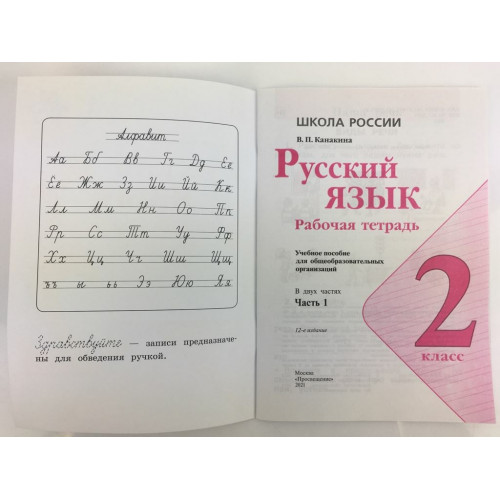 Алфавит
Аа Бб Вв Гг Дд Ее
Ёё Жж Зз Ии Йй Кк
Лл Мм Нн Оо Пп
Рр Сс Тт Уу Фф
Хх Цц Чч Шш Щщ
ъъ ы ьь Ээ Юю Яя
Здравствуйте — записи предназначе-
ны для обведения ручкой.
ШКОЛА РОССИИ
В. П. Канакина
Русский
ЯЗЫК
Рабочая тетрадь
Учебное пособие
для общеобразовательных
организаций
В двух частях
Часть 1
12-е издание
2
КЛАСС
Москва
«Просвещение»
2021